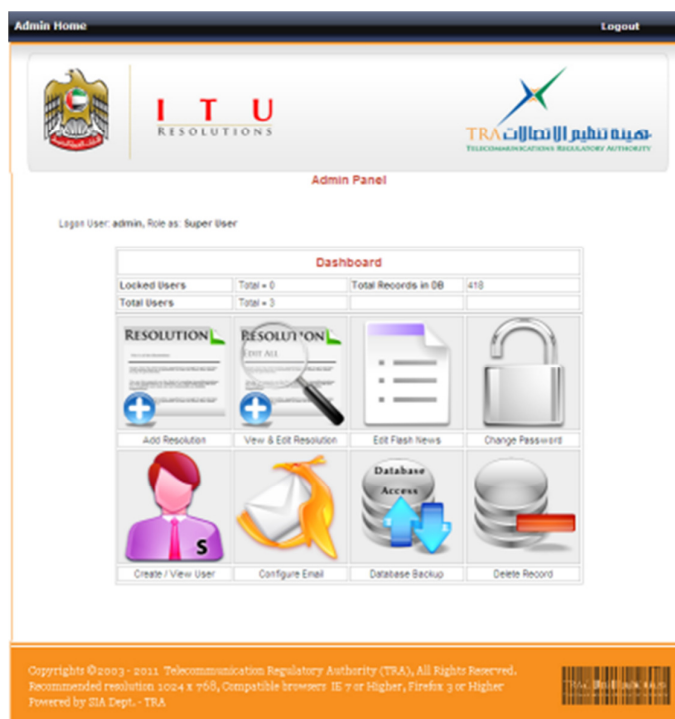 Admin Home Logout
I T U
RESOLUTIONS
TRA هيئة تنظيم الاتصالات
TELECOMMUNICATIONS REGULATORY AUTHORITY
Admin Panel
Logon User: admin, Role as: Super User
Dashboard
Locked Users Total = 0 Total Records in DB 418
Total Users Total = 3
RESOLUTION RESOLUTION
EDIT ALL
Add Resolution View & Edit Resolution Edit Flash News Change Password
Database
Access
S
Create / View User Configure Email Database Backup Delete Record
Copyrights ©2003 - 2011 Telecommunication Regulatory Authority (TRA), All Rights Reserved.
Recommended resolution 1024 x 768, Compatible browsers IE 7 or Higher, Firefox 3 or Higher
Powered by SIA Dept. - TRA